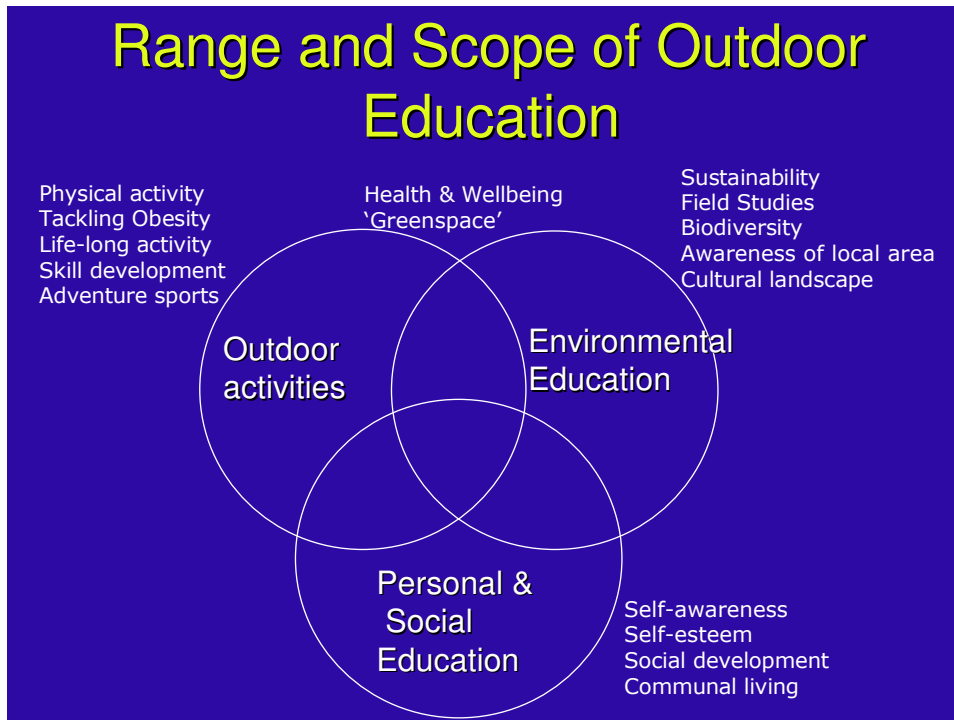 Range and Scope of Outdoor
Education
Physical activity
Tackling Obesity
Life-long activity
Skill development
Adventure sports
Health & Wellbeing
‘Greenspace’
Sustainability
Field Studies
Biodiversity
Awareness of local area
Cultural landscape
Outdoor
activities
Environmental
Education
Personal &
Social
Education
Self-awareness
Self-esteem
Social development
Communal living